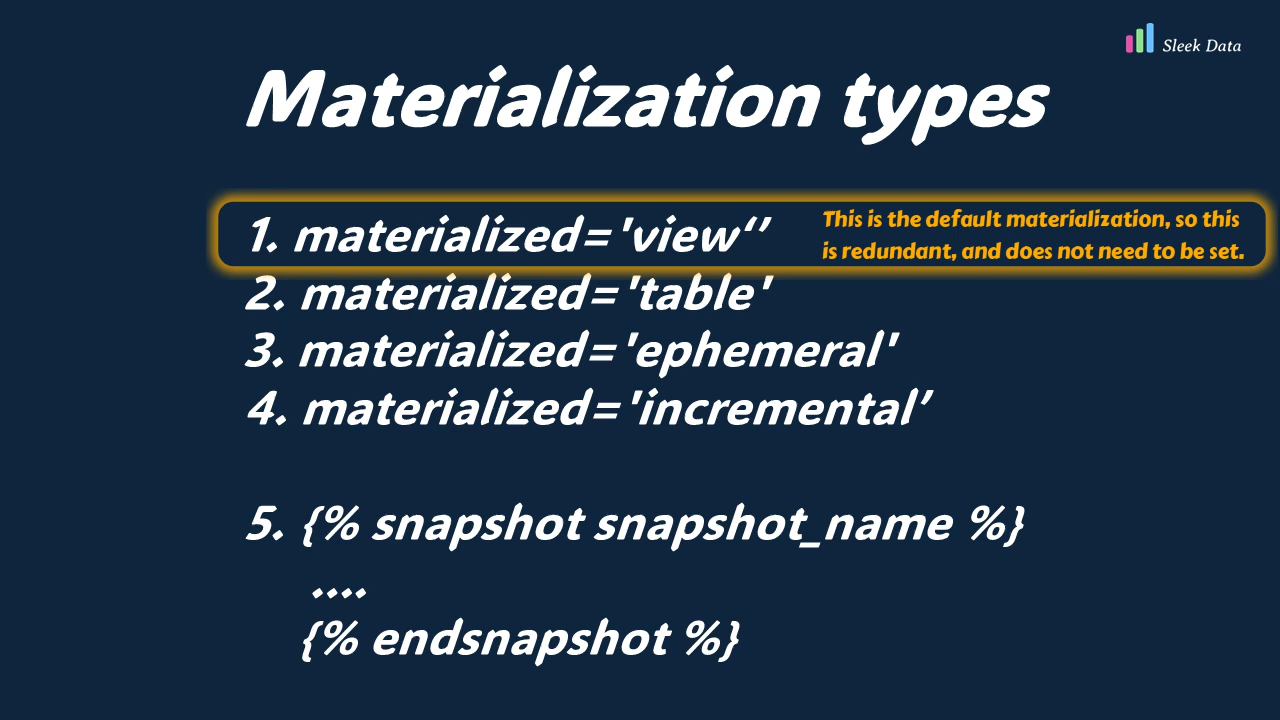 Sleek Data
Materialization types
1. materialized='view‘’
This is the default materialization, so this
is redundant, and does not need to be set.
2. materialized='table'
3. materialized='ephemeral'
4. materialized='incremental’
5. {% snapshot snapshot_name %}
....
{% endsnapshot %}